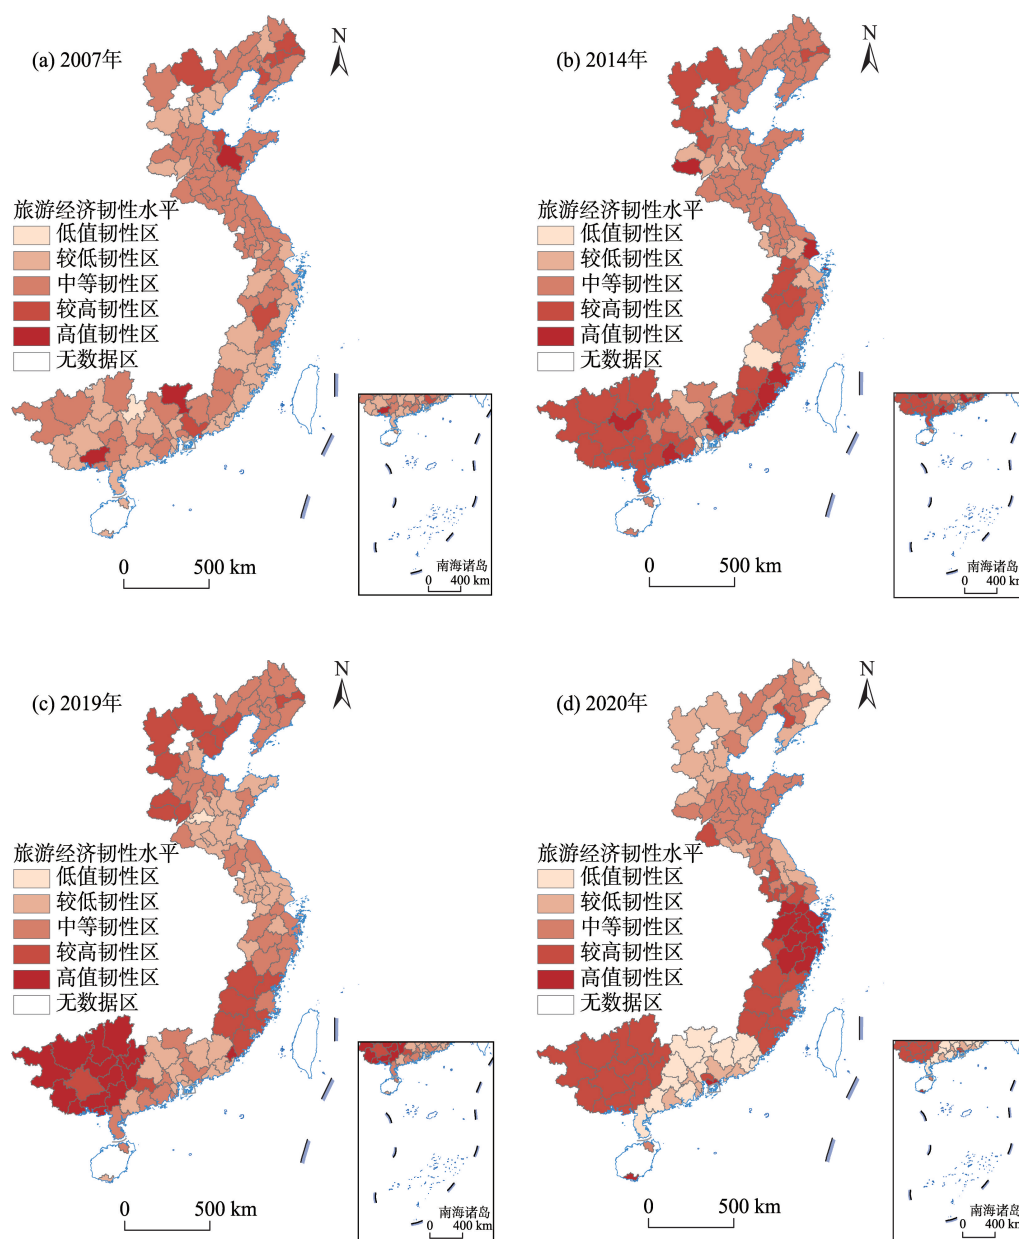 (a) 2007年
N
旅游经济韧性水平
低值韧性区
较低韧性区
中等韧性区
较高韧性区
高值韧性区
无数据区
0 500 km
南海诸岛
0 400 km
(b) 2014年
N
旅游经济韧性水平
低值韧性区
较低韧性区
中等韧性区
较高韧性区
高值韧性区
无数据区
0 500 km
南海诸岛
0 400 km
(c) 2019年
N
旅游经济韧性水平
低值韧性区
较低韧性区
中等韧性区
较高韧性区
高值韧性区
无数据区
0 500 km
南海诸岛
0 400 km
(d) 2020年
N
旅游经济韧性水平
低值韧性区
较低韧性区
中等韧性区
较高韧性区
高值韧性区
无数据区
0 500 km
南海诸岛
0 400 km